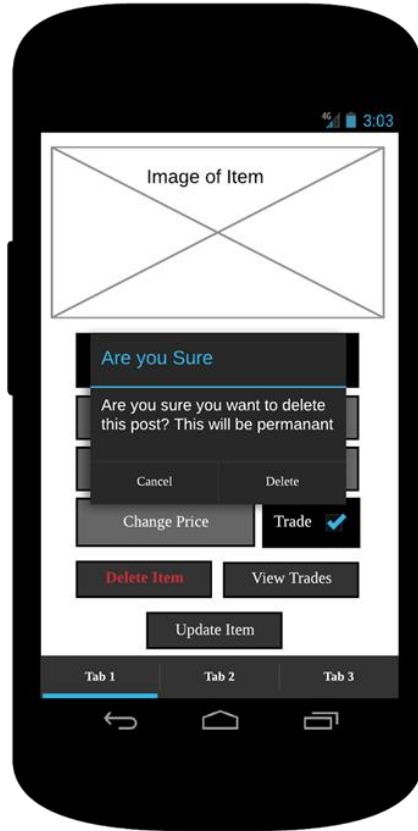 4G 3:03
Image of Item
Are you Sure
Are you sure you want to delete
this post? This will be permanant
Cancel Delete
Change Price Trade
Delete Item View Trades
Update Item
Tab 1 Tab 2 Tab 3